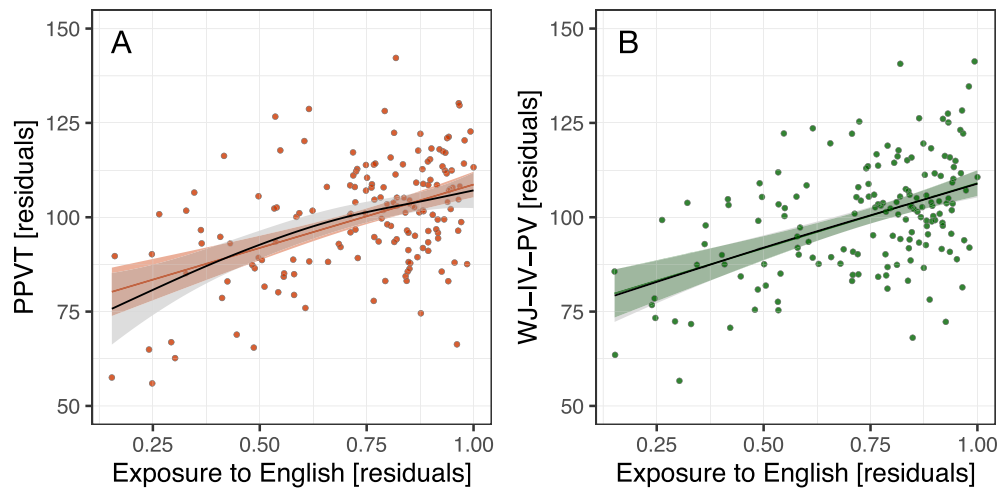 A
150
125
100
75
50
PPVT [residuals]
0.25 0.50 0.75 1.00
Exposure to English [residuals]
B
150
125
100
75
50
WJ−IV−PV [residuals]
0.25 0.50 0.75 1.00
Exposure to English [residuals]